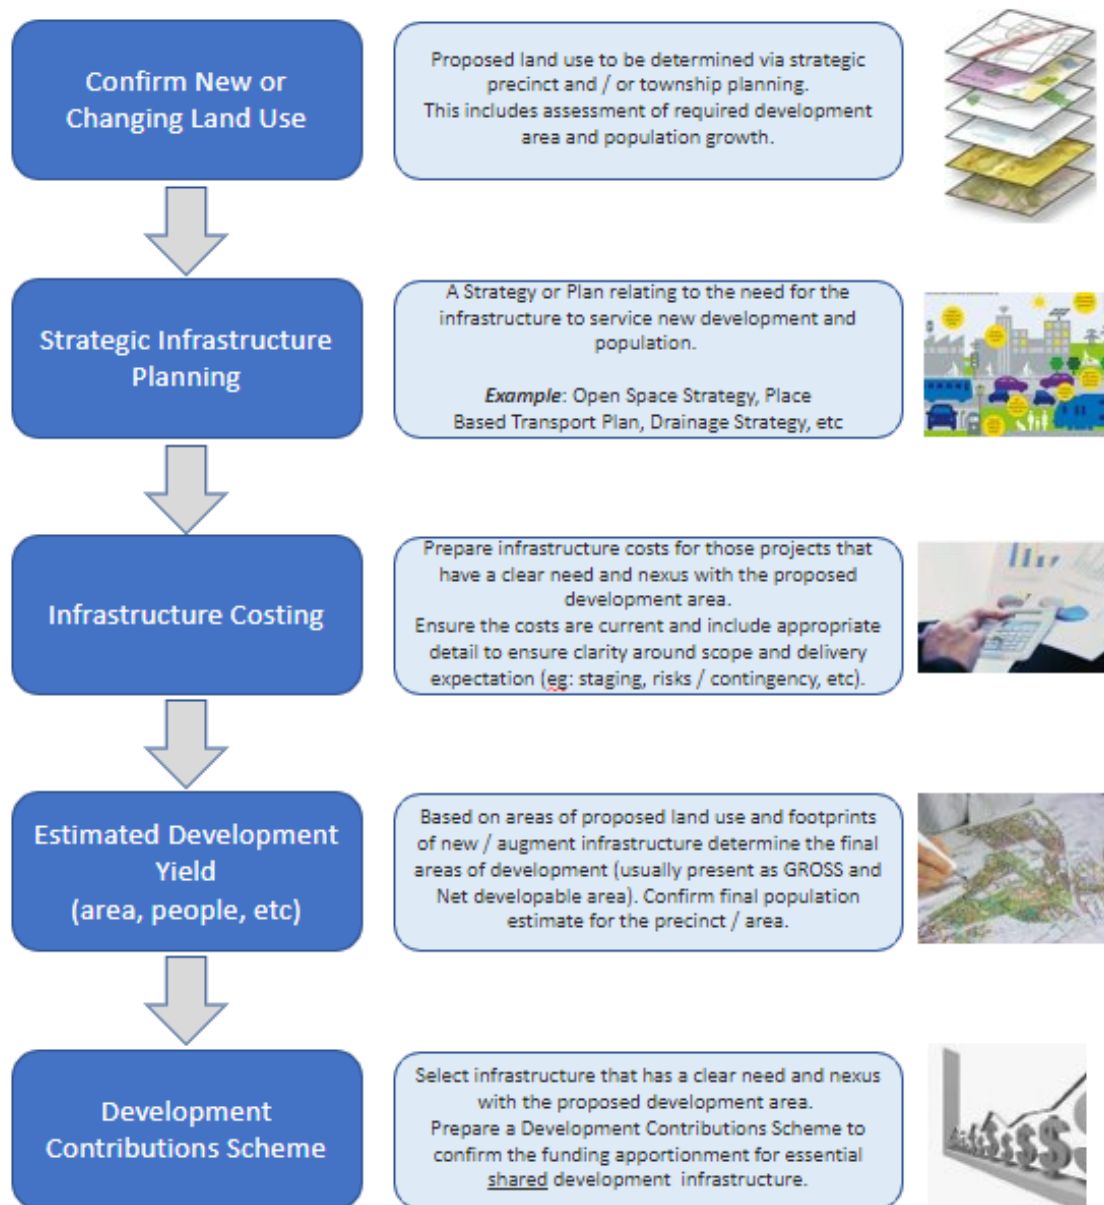 Confirm New or
Changing Land Use
Proposed land use to be determined via strategic
precinct and / or township planning.
This includes assessment of required development
area and population growth.
Strategic Infrastructure
Planning
A Strategy or Plan relating to the need for the
infrastructure to service new development and
population.
Example: Open Space Strategy, Place
Based Transport Plan, Drainage Strategy, etc
Infrastructure Costing
Prepare infrastructure costs for those projects that
have a clear need and nexus with the proposed
development area.
Ensure the costs are current and include appropriate
detail to ensure clarity around scope and delivery
expectation (eg: staging, risks / contingency, etc).
Estimated Development
Yield
(area, people, etc)
Based on areas of proposed land use and footprints
of new / augment infrastructure determine the final
areas of development (usually present as GROSS and
Net developable area). Confirm final population
estimate for the precinct / area.
Development
Contributions Scheme
Select infrastructure that has a clear need and nexus
with the proposed development area.
Prepare a Development Contributions Scheme to
confirm the funding apportionment for essential
shared development infrastructure.